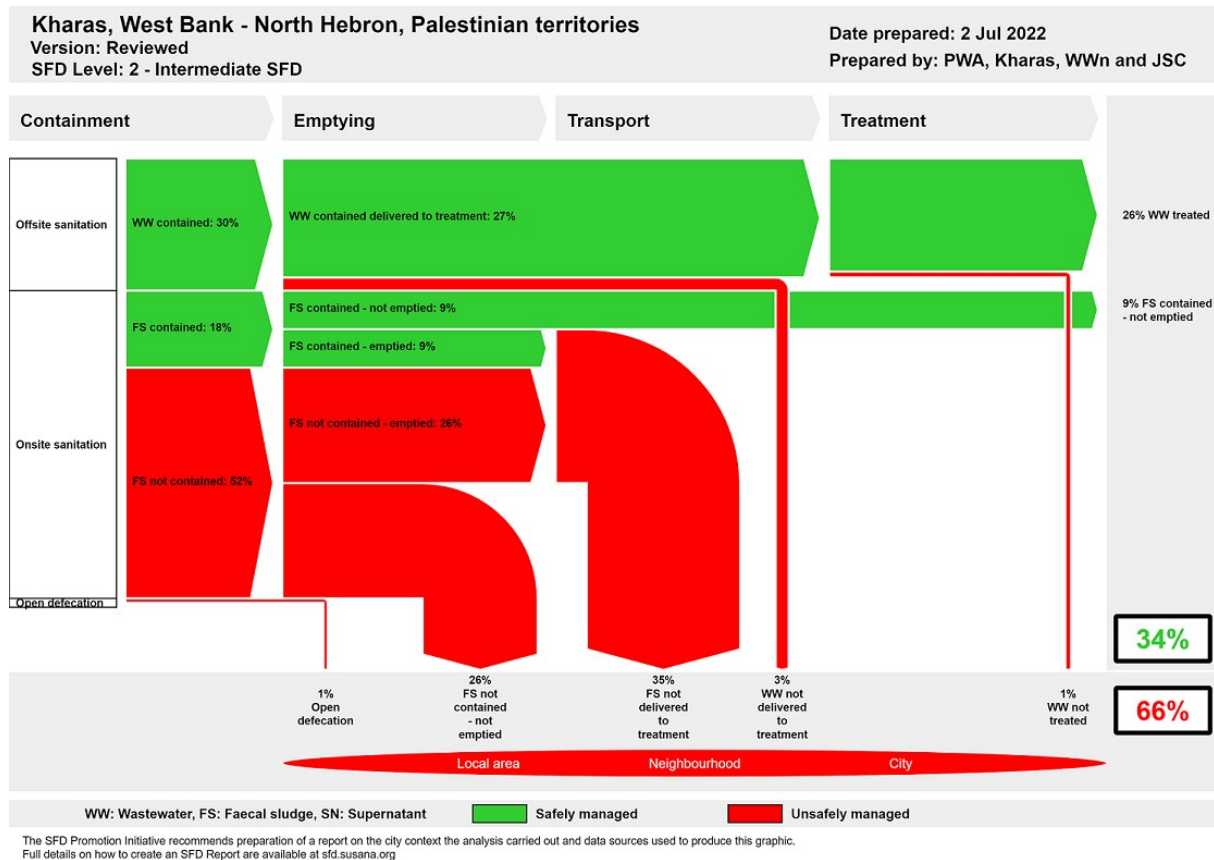 Kharas, West Bank - North Hebron, Palestinian territories
Version: Reviewed
SFD Level: 2 - Intermediate SFD
Date prepared: 2 Jul 2022
Prepared by: PWA, Kharas, WWn and JSC
Containment
Emptying
Transport
Treatment
Offsite sanitation
WW contained: 30%
WW contained delivered to treatment: 27%
26% WW treated
FS contained: 18%
FS contained - not emptied: 9%
9% FS contained
- not emptied
FS contained - emptied: 9%
Onsite sanitation
FS not contained - emptied: 26%
FS not contained: 52%
Open defecation
34%
1%
Open
defecation
26%
FS not
contained
- not
emptied
35%
FS not
delivered
to
treatment
3%
WW not
delivered
to
treatment
1%
WW not
treated
66%
Local area
Neighbourhood
City
WW: Wastewater, FS: Faecal sludge, SN: Supernatant
Safely managed
Unsafely managed
The SFD Promotion Initiative recommends preparation of a report on the city context the analysis carried out and data sources used to produce this graphic.
Full details on how to create an SFD Report are available at sfd.susana.org